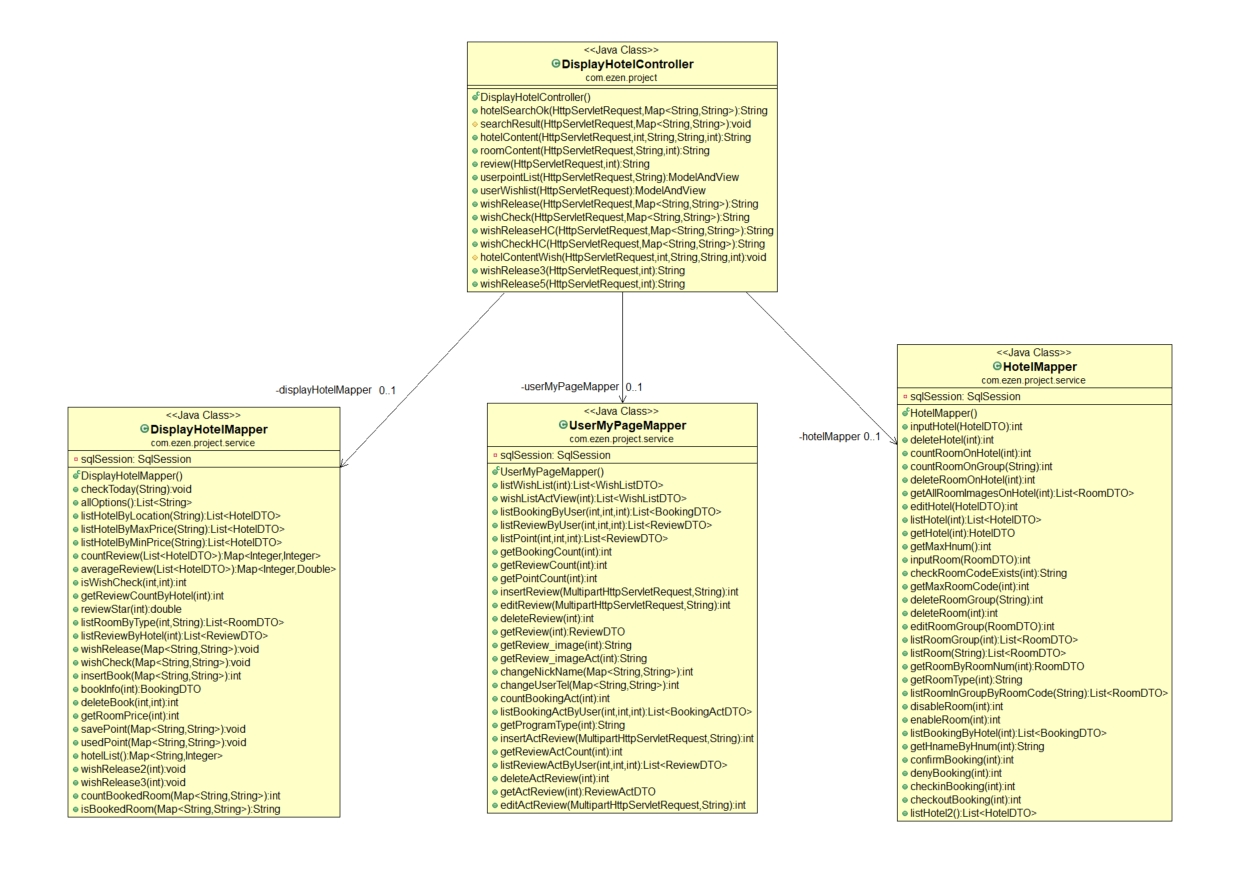 <<Java Class>>
DisplayHotelController
com.ezen.project
DisplayHotelController()
hotelSearchOk(HttpServletRequest,Map<String,String>):String
searchResult(HttpServletRequest,Map<String,String>):void
hotelContent(HttpServletRequest,int,String,String,int):String
roomContent(HttpServletRequest,String,int):String
review(HttpServletRequest,int):String
userpointList(HttpServletRequest,String):ModelAndView
userWishlist(HttpServletRequest):ModelAndView
wishRelease(HttpServletRequest,Map<String,String>):String
wishCheck(HttpServletRequest,Map<String,String>):String
wishReleaseHC(HttpServletRequest,Map<String,String>):String
wishCheckHC(HttpServletRequest,Map<String,String>):String
hotelContentWish(HttpServletRequest,int,String,String,int):void
wishRelease3(HttpServletRequest,int):String
wishRelease5(HttpServletRequest,int):String
-displayHotelMapper 0..1
-userMyPageMapper 0..1
-hotelMapper 0..1
<<Java Class>>
DisplayHotelMapper
com.ezen.project.service
sqlSession: SqlSession
DisplayHotelMapper()
checkToday(String):void
allOptions():List<String>
listHotelByLocation(String):List<HotelDTO>
listHotelByMaxPrice(String):List<HotelDTO>
listHotelByMinPrice(String):List<HotelDTO>
countReview(List<HotelDTO>):Map<Integer,Integer>
averageReview(List<HotelDTO>):Map<Integer,Double>
isWishCheck(int,int):int
getReviewCountByHotel(int):int
reviewStar(int):double
listRoomByType(int,String):List<RoomDTO>
listReviewByHotel(int):List<ReviewDTO>
wishRelease(Map<String,String>):void
wishCheck(Map<String,String>):void
insertBook(Map<String,String>):int
bookInfo(int):BookingDTO
deleteBook(int,int):int
getRoomPrice(int):int
savePoint(Map<String,String>):void
usedPoint(Map<String,String>):void
hotelList():Map<String,Integer>
wishRelease2(int):void
wishRelease3(int):void
countBookedRoom(Map<String,String>):int
isBookedRoom(Map<String,String>):String
<<Java Class>>
UserMyPageMapper
com.ezen.project.service
sqlSession: SqlSession
UserMyPageMapper()
listWishList(int):List<WishListDTO>
wishListActView(int):List<WishListDTO>
listBookingByUser(int,int,int):List<BookingDTO>
listReviewByUser(int,int,int):List<ReviewDTO>
listPoint(int,int,int):List<ReviewDTO>
getBookingCount(int):int
getReviewCount(int):int
getPointCount(int):int
insertReview(MultipartHttpServletRequest,String):int
editReview(MultipartHttpServletRequest,String):int
deleteReview(int):int
getReview(int):ReviewDTO
getReview_image(int):String
getReview_imageAct(int):String
changeNickName(Map<String,String>):int
changeUserTel(Map<String,String>):int
countBookingAct(int):int
listBookingActByUser(int,int,int):List<BookingActDTO>
getProgramType(int):String
insertActReview(MultipartHttpServletRequest,String):int
getReviewActCount(int):int
listReviewActByUser(int,int,int):List<ReviewDTO>
deleteActReview(int):int
getActReview(int):ReviewActDTO
editActReview(MultipartHttpServletRequest,String):int
<<Java Class>>
HotelMapper
com.ezen.project.service
sqlSession: SqlSession
HotelMapper()
inputHotel(HotelDTO):int
deleteHotel(int):int
countRoomOnHotel(int):int
countRoomOnGroup(String):int
deleteRoomOnHotel(int):int
getAllRoomImagesOnHotel(int):List<RoomDTO>
editHotel(HotelDTO):int
listHotel(int):List<HotelDTO>
getHotel(int):HotelDTO
getMaxHnum():int
inputRoom(RoomDTO):int
checkRoomCodeExists(int):String
getMaxRoomCode(int):int
deleteRoomGroup(String):int
deleteRoom(int):int
editRoomGroup(RoomDTO):int
listRoomGroup(int):List<RoomDTO>
listRoom(String):List<RoomDTO>
getRoomByRoomNum(int):RoomDTO
getRoomType(int):String
listRoomInGroupByRoomCode(String):List<RoomDTO>
disableRoom(int):int
enableRoom(int):int
listBookingByHotel(int):List<BookingDTO>
getHnameByHnum(int):String
confirmBooking(int):int
denyBooking(int):int
checkinBooking(int):int
checkoutBooking(int):int
listHotel2():List<HotelDTO>